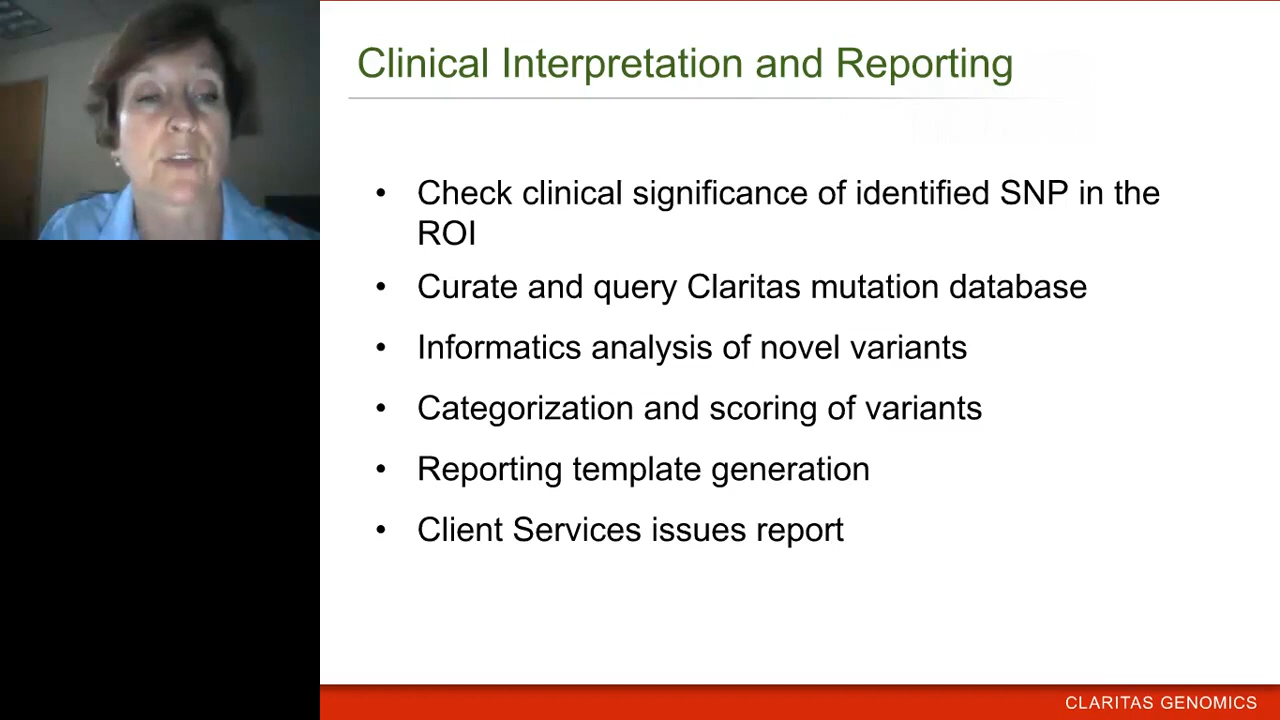 Clinical Interpretation and Reporting
• Check clinical significance of identified SNP in the
ROI
• Curate and query Claritas mutation database
• Informatics analysis of novel variants
• Categorization and scoring of variants
• Reporting template generation
• Client Services issues report
CLARITAS GENOMICS